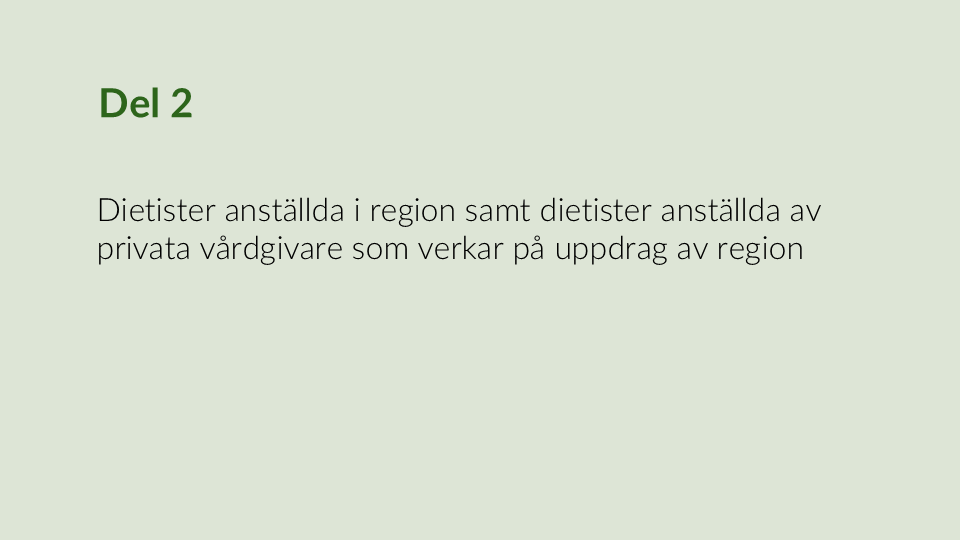 Del 2
Dietister anställda i region samt dietister anställda av
privata vårdgivare som verkar på uppdrag av region